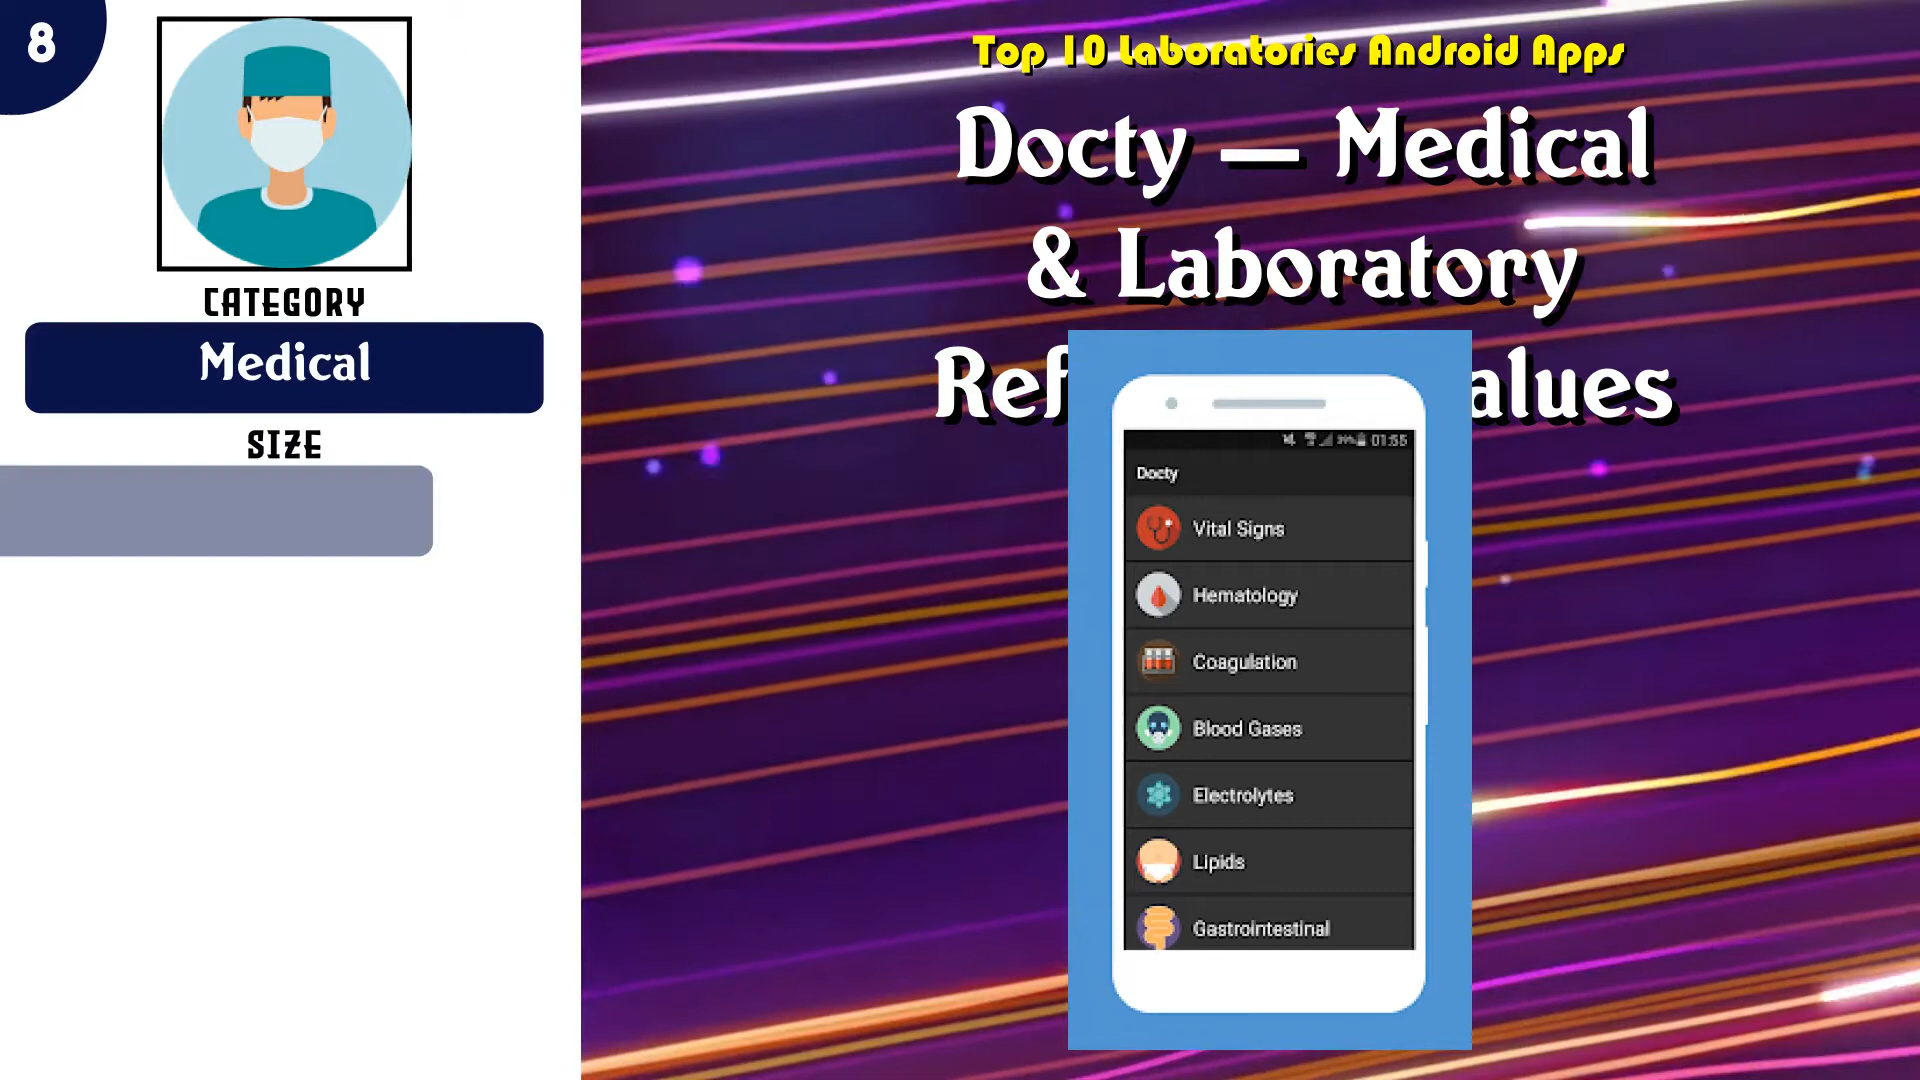 8
CATEGORY
Medical
SIZE
Top 10 Laboratories Android Apps
Docty — Medical
& Laboratory
Ref alues
01:55
Docty
Vital Signs
Hematology
Coagulation
Blood Gases
Electrolytes
Lipids
Gastrointestinal